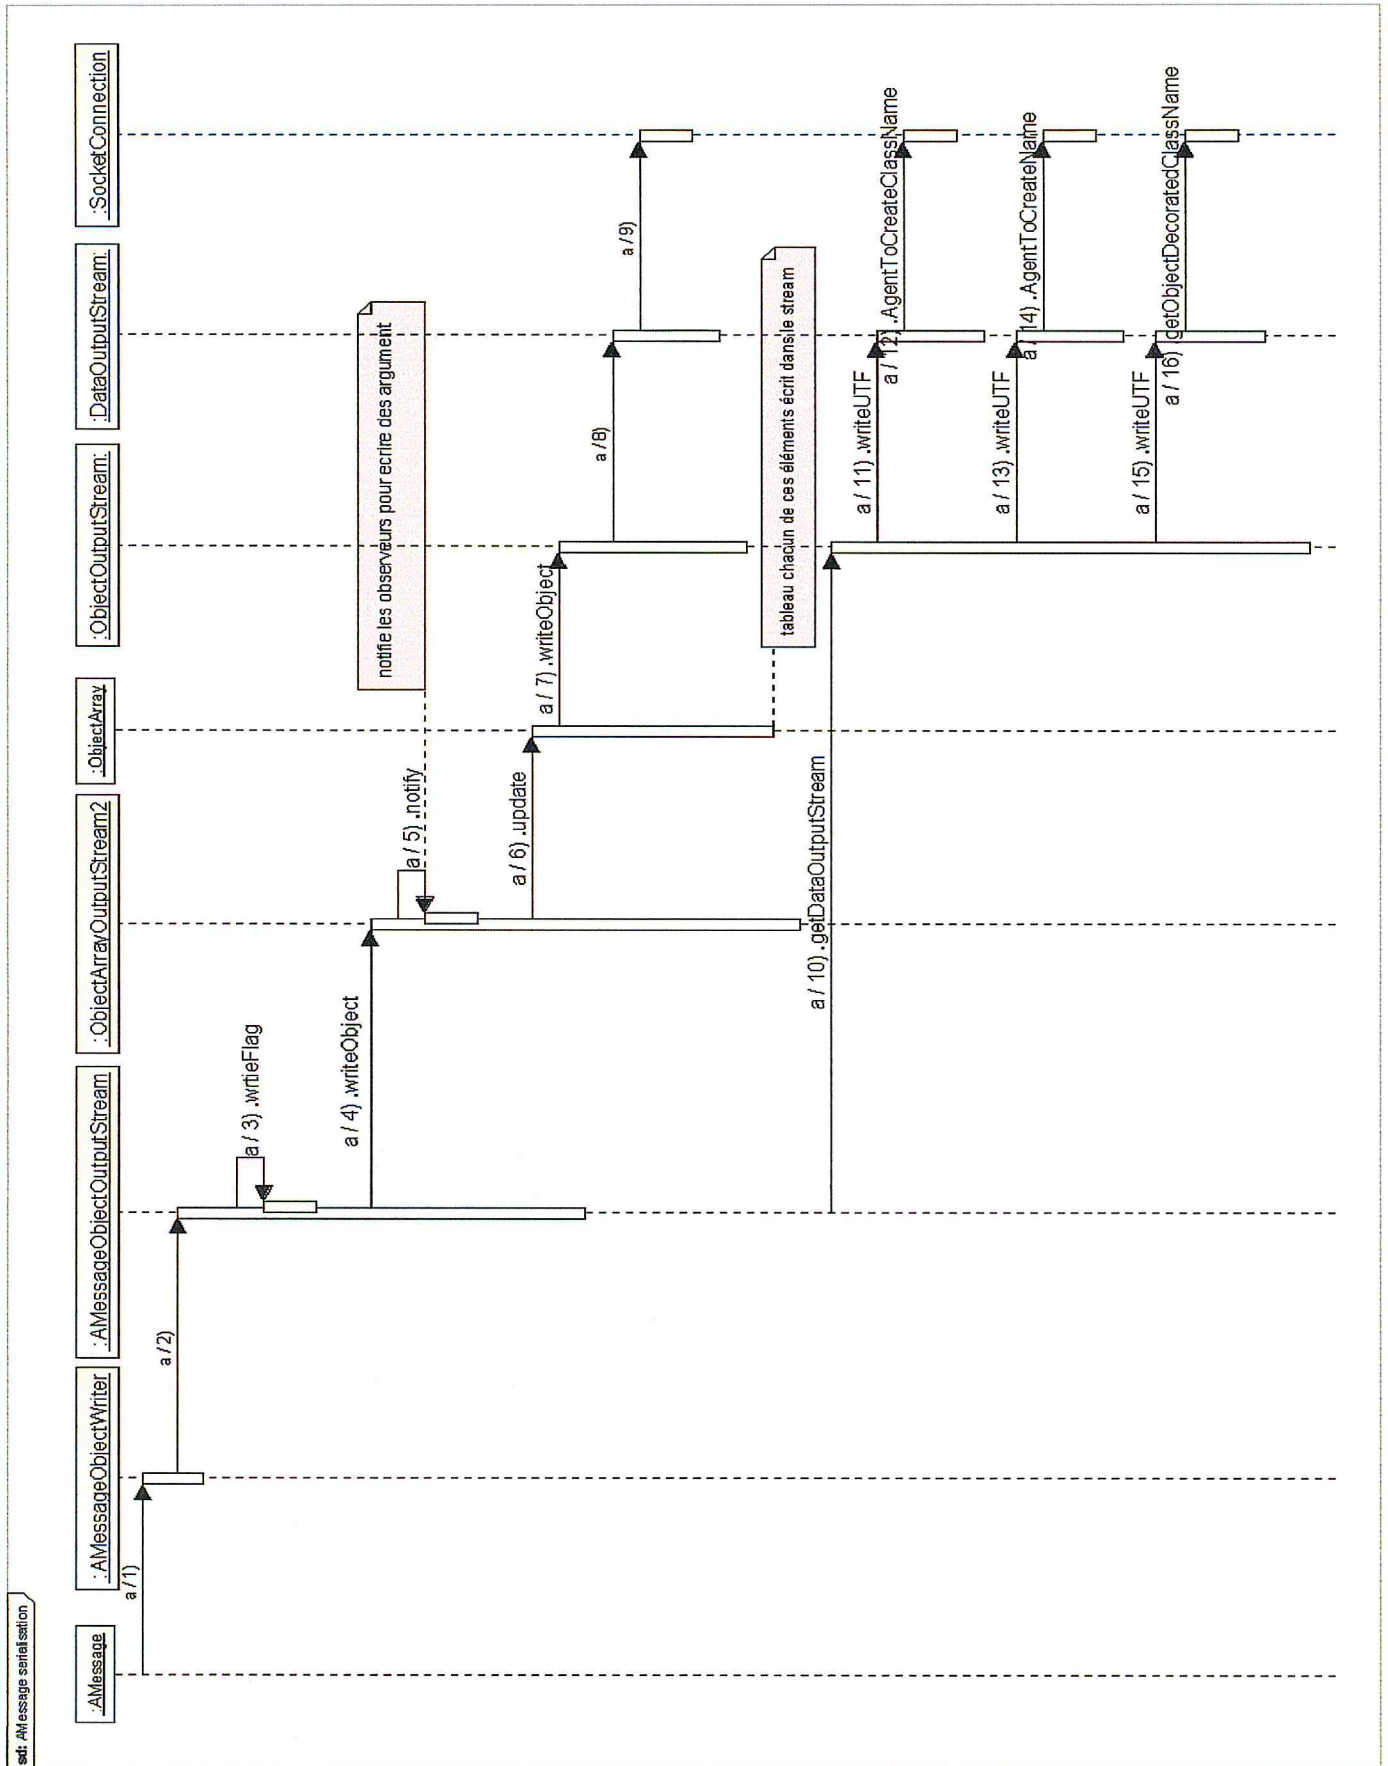 sd: AMessage serialisation
:AMessage
:AMessageObjectWriter
:AMessageObjectOutputStream
:ObjectArrayOutputStream2
:ObjectArray
:ObjectOutputStream:
:DataOutputStream:
:SocketConnection
a / 1)
a / 2)
a / 3) .wrtieFlag
a / 4) .writeObject
a / 5) .notify
notifie les observeurs pour ecrire des argument
a / 6) .update
a / 7) .writeObject
a / 8)
a / 9)
tableau chacun de ces éléments écrit dans le stream
a / 10) .getDataOutputStream
a / 11) .writeUTF
a / 12) .AgentToCreateClassName
a / 13) .writeUTF
a / 14) .AgentToCreateName
a / 15) .writeUTF
a / 16) .getObjectDecoratedClassName